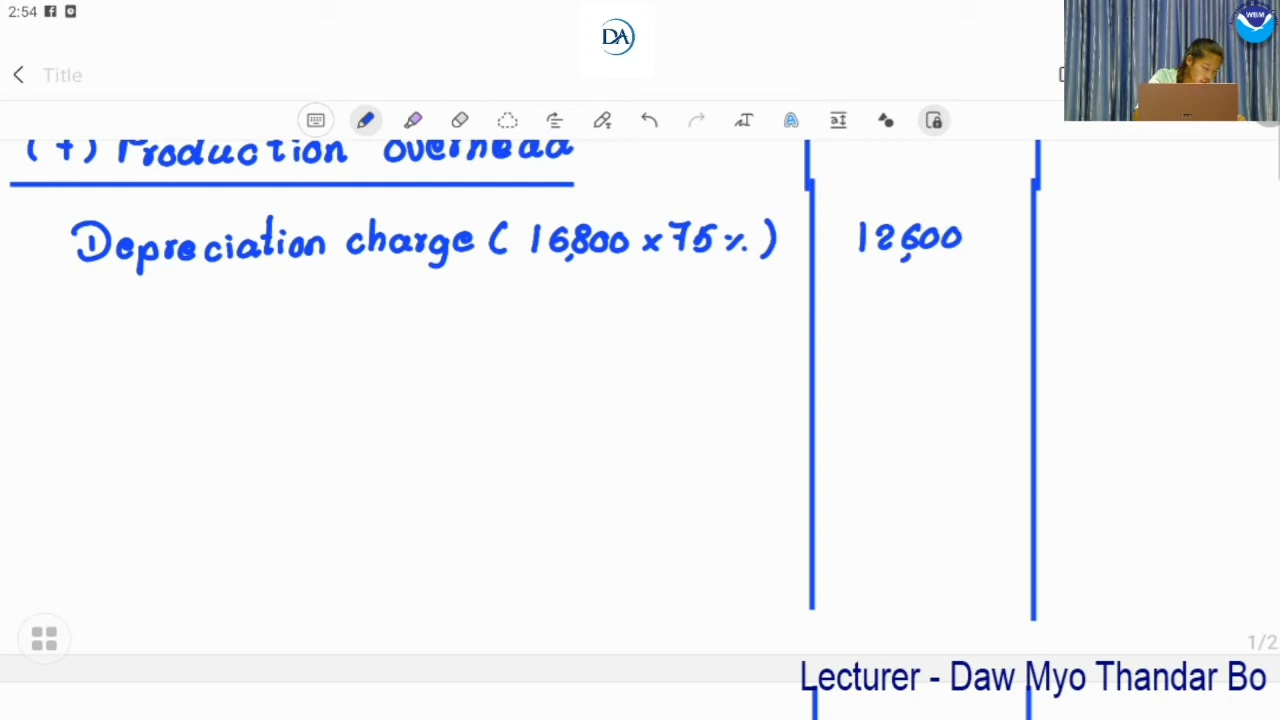 2:54
DA
WBM
Title
(+) Production overhead
Depreciation charge ( 16,800 x 75 % ) 12,600
1/2
Lecturer - Daw Myo Thandar Bo